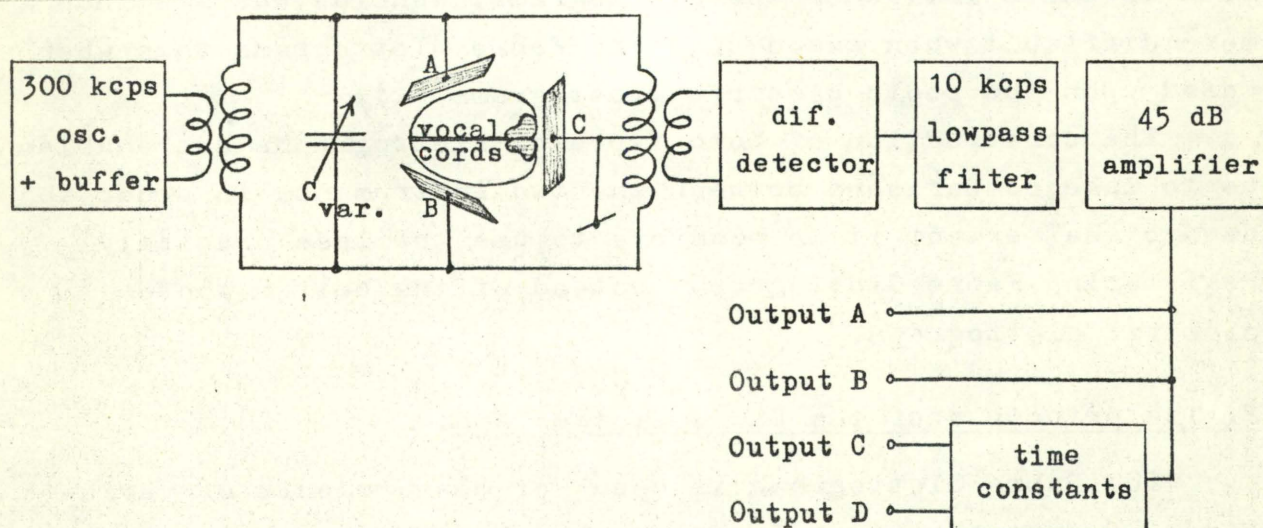 300 kcps
osc.
+ buffer
C
var.
A
vocal
cords
B
C
dif.
detector
10 kcps
lowpass
filter
45 dB
amplifier
Output A
Output B
Output C
Output D
time
constants